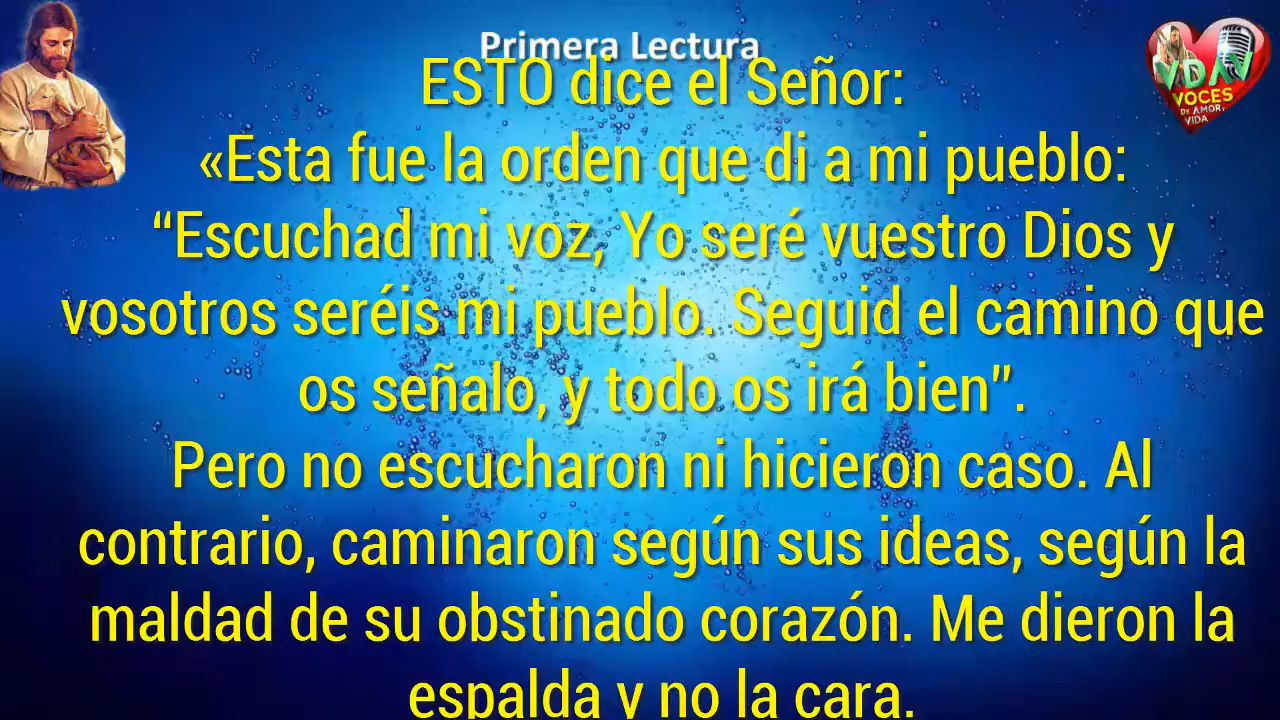 Primera Lectura
ESTO dice el Señor:
«Esta fue la orden que di a mi pueblo:
“Escuchad mi voz, Yo seré vuestro Dios y
vosotros seréis mi pueblo. Seguid el camino que
os señalo, y todo os irá bien”.
Pero no escucharon ni hicieron caso. Al
contrario, caminaron según sus ideas, según la
maldad de su obstinado corazón. Me dieron la
espalda y no la cara.
VDAV
VOCES
DE AMOR Y
VIDA